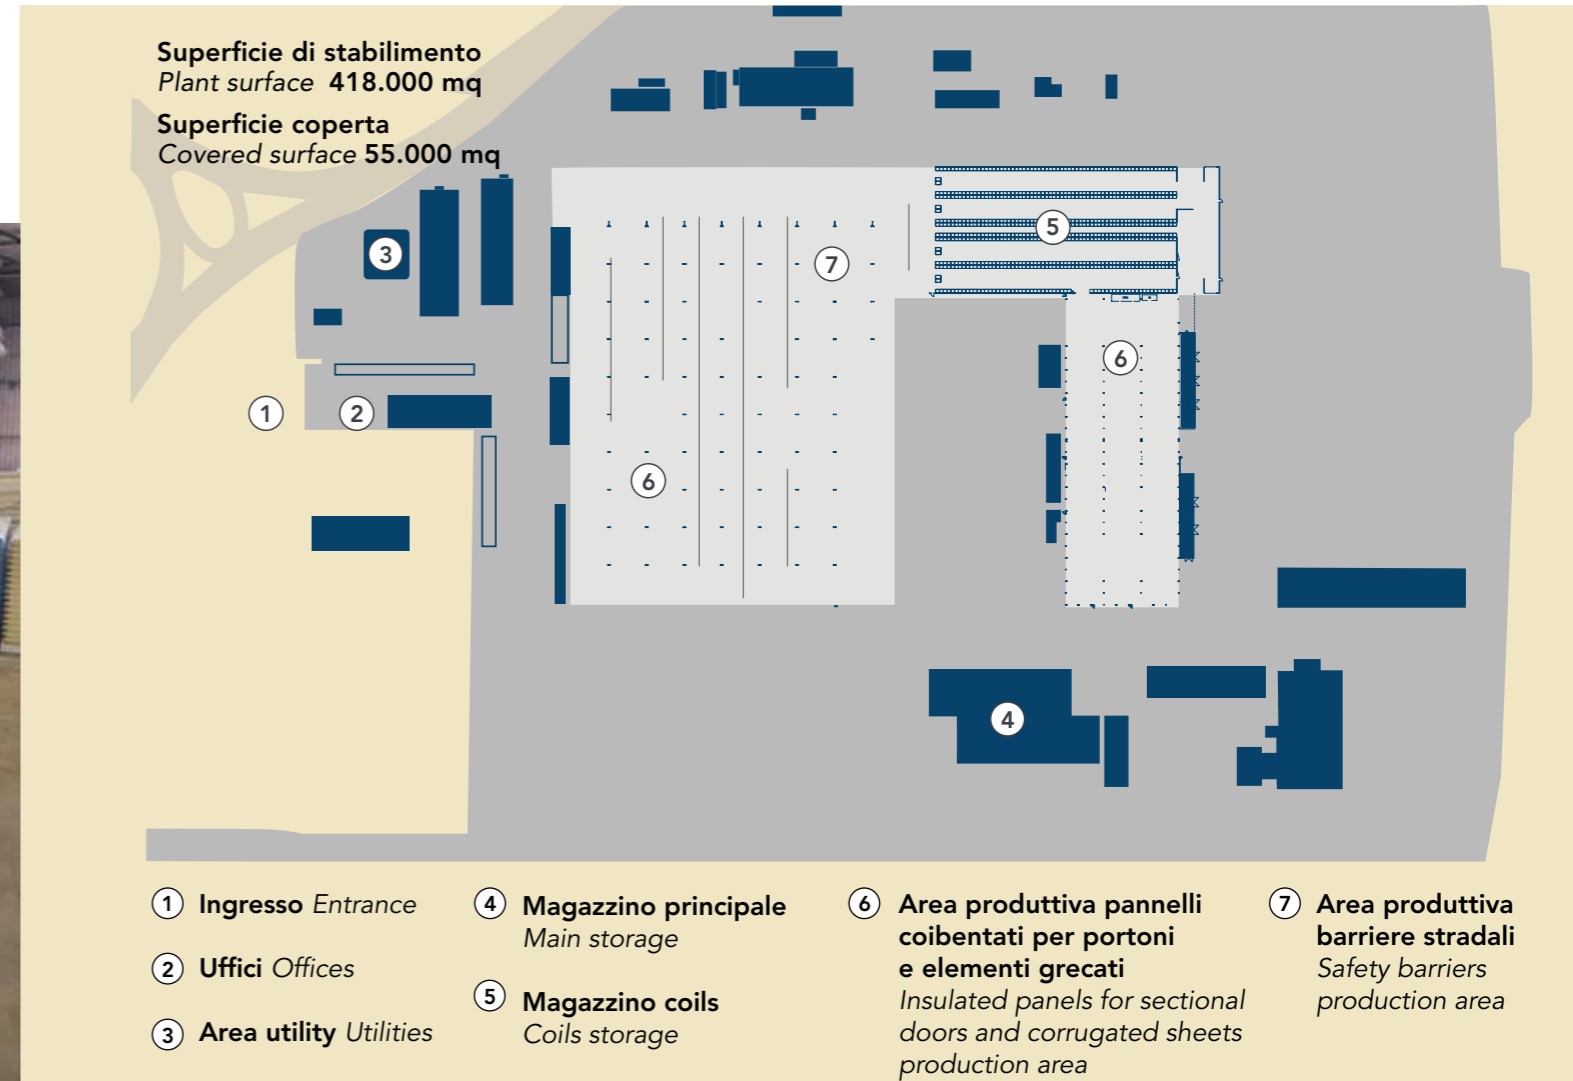 Superficie di stabilimento
Plant surface 418.000 mq
Superficie coperta
Covered surface 55.000 mq
3
5
7
6
1
2
6
4
1 Ingresso Entrance
2 Uffici Offices
3 Area utility Utilities
4 Magazzino principale
Main storage
5 Magazzino coils
Coils storage
6 Area produttiva pannelli
coibentati per portoni
e elementi grecati
Insulated panels for sectional
doors and corrugated sheets
production area
7 Area produttiva
barriere stradali
Safety barriers
production area